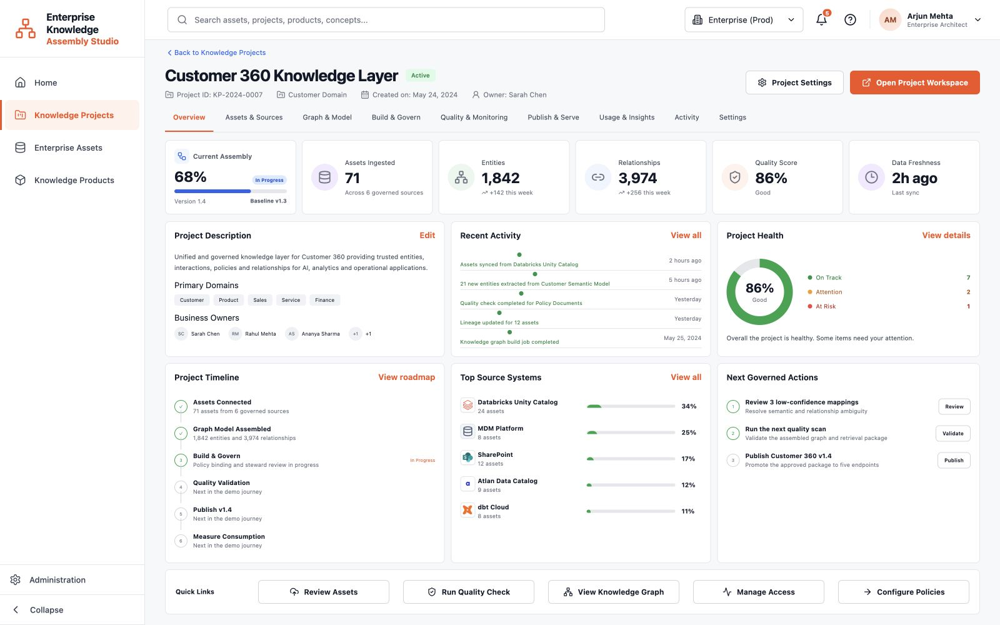 Enterprise
Knowledge
Assembly Studio
Search assets, projects, products, concepts...
Enterprise (Prod)
5
AM
Arjun Mehta
Enterprise Architect
Home
Knowledge Projects
Enterprise Assets
Knowledge Products
Administration
Collapse
Back to Knowledge Projects
Customer 360 Knowledge Layer
Active
Project ID: KP-2024-0007
Customer Domain
Created on: May 24, 2024
Owner: Sarah Chen
Project Settings
Open Project Workspace
Overview
Assets & Sources
Graph & Model
Build & Govern
Quality & Monitoring
Publish & Serve
Usage & Insights
Activity
Settings
Current Assembly
68%
In Progress
Version 1.4
Baseline v1.3
Assets Ingested
71
Across 6 governed sources
Entities
1,842
+142 this week
Relationships
3,974
+256 this week
Quality Score
86%
Good
Data Freshness
2h ago
Last sync
Project Description
Edit
Unified and governed knowledge layer for Customer 360 providing trusted entities,
interactions, policies and relationships for AI, analytics and operational applications.
Primary Domains
Customer
Product
Sales
Service
Finance
Business Owners
SC
Sarah Chen
RM
Rahul Mehta
AS
Ananya Sharma
+1
+1
Recent Activity
View all
Assets synced from Databricks Unity Catalog
2 hours ago
21 new entities extracted from Customer Semantic Model
5 hours ago
Quality check completed for Policy Documents
Yesterday
Lineage updated for 12 assets
Yesterday
Knowledge graph build job completed
May 25, 2024
Project Health
View details
86%
Good
On Track
7
Attention
2
At Risk
1
Overall the project is healthy. Some items need your attention.
Project Timeline
View roadmap
Assets Connected
71 assets from 6 governed sources
Graph Model Assembled
1,842 entities and 3,974 relationships
3
Build & Govern
Policy binding and steward review in progress
In Progress
4
Quality Validation
Next in the demo journey
5
Publish v1.4
Next in the demo journey
6
Measure Consumption
Next in the demo journey
Top Source Systems
View all
Databricks Unity Catalog
24 assets
34%
MDM Platform
8 assets
25%
SharePoint
12 assets
17%
Atlan Data Catalog
9 assets
12%
dbt Cloud
8 assets
11%
Next Governed Actions
1
Review 3 low-confidence mappings
Resolve semantic and relationship ambiguity
Review
2
Run the next quality scan
Validate the assembled graph and retrieval package
Validate
3
Publish Customer 360 v1.4
Promote the approved package to five endpoints
Publish
Quick Links
Review Assets
Run Quality Check
View Knowledge Graph
Manage Access
Configure Policies